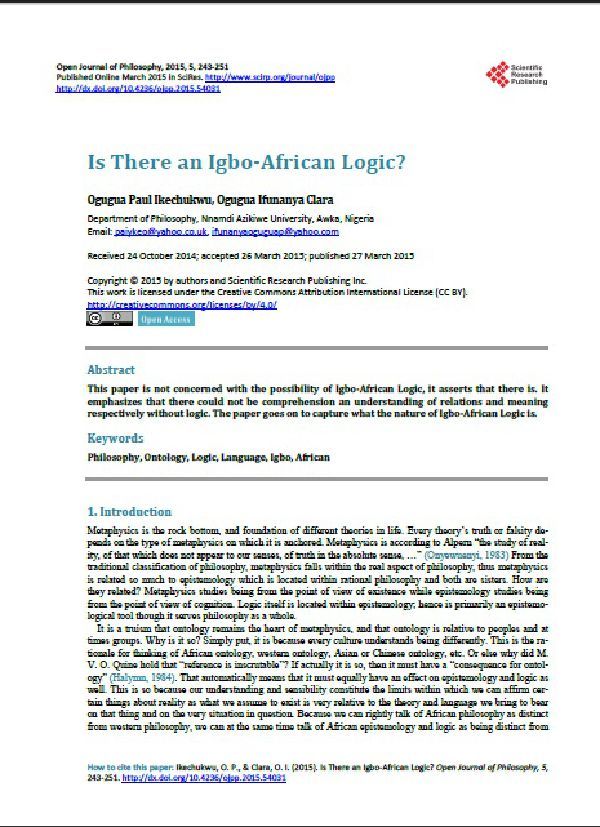 Open Journal of Philosophy, 2015, 5, 243-251
Published Online March 2015 in SciRes. http://www.scirp.org/journal/ojpp
http://dx.doi.org/10.4236/ojpp.2015.54031
Scientific
Research
Publishing
Is There an Igbo-African Logic?
Ogugua Paul Ikechukwu, Ogugua Ifunanya Clara
Department of Philosophy, Nnamdi Azikiwe University, Awka, Nigeria
Email: paiykeo@yahoo.co.uk, ifunanyaoguguap@yahoo.com
Received 24 October 2014; accepted 26 March 2015; published 27 March 2015
Copyright © 2015 by authors and Scientific Research Publishing Inc.
This work is licensed under the Creative Commons Attribution International License (CC BY).
http://creativecommons.org/licenses/by/4.0/
cc BY Open Access
Abstract
This paper is not concerned with the possibility of Igbo-African Logic, it asserts that there is. It
emphasizes that there could not be comprehension an understanding of relations and meaning
respectively without logic. The paper goes on to capture what the nature of Igbo-African Logic is.
Keywords
Philosophy, Ontology, Logic, Language, Igbo, African
1. Introduction
Metaphysics is the rock bottom, and foundation of different theories in life. Every theory's truth or falsity de-
pends on the type of metaphysics on which it is anchored. Metaphysics is according to Alpern "the study of real-
ity, of that which does not appear to our senses, of truth in the absolute sense, …" (Onyewuenyi, 1983) From the
traditional classification of philosophy, metaphysics falls within the real aspect of philosophy, thus metaphysics
is related so much to epistemology which is located within rational philosophy and both are sisters. How are
they related? Metaphysics studies being from the point of view of existence while epistemology studies being
from the point of view of cognition. Logic itself is located within epistemology; hence is primarily an epistemo-
logical tool though it serves philosophy as a whole.
It is a truism that ontology remains the heart of metaphysics, and that ontology is relative to peoples and at
times groups. Why is it so? Simply put, it is because every culture understands being differently. This is the ra-
tionale for thinking of African ontology, western ontology, Asian or Chinese ontology, etc. Or else why did M.
V. O. Quine hold that "reference is inscrutable"? If actually it is so, then it must have a "consequence for ontol-
ogy" (Halynn, 1984). That automatically means that it must equally have an effect on epistemology and logic as
well. This is so because our understanding and sensibility constitute the limits within which we can affirm cer-
tain things about reality as what we assume to exist is very relative to the theory and language we bring to bear
on that thing and on the very situation in question. Because we can rightly talk of African philosophy as distinct
from western philosophy, we can at the same time talk of African epistemology and logic as being distinct from
How to cite this paper: Ikechukwu, O. P., & Clara, O. I. (2015). Is There an Igbo-African Logic? Open Journal of Philosophy, 5,
243-251. http://dx.doi.org/10.4236/ojpp.2015.54031